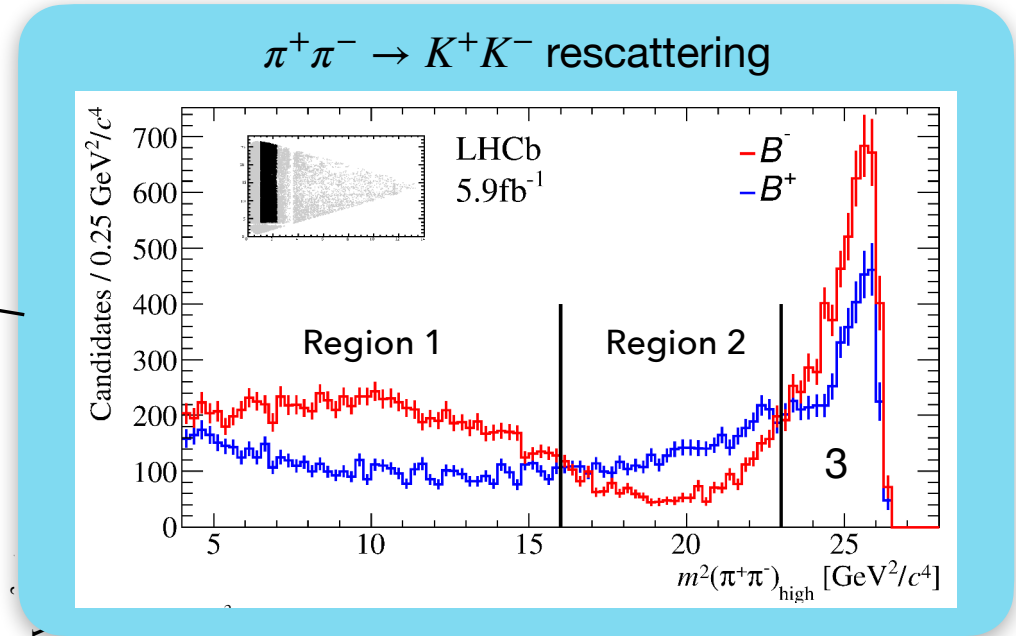 π⁺π⁻ → K⁺K⁻ rescattering
Candidates / 0.25 GeV²/c⁴
700
600
500
400
300
200
100
0
LHCb
5.9fb⁻¹
B⁻
B⁺
Region 1
Region 2
3
5
10
15
20
25
m²(π⁺π⁻)high [GeV²/c⁴]